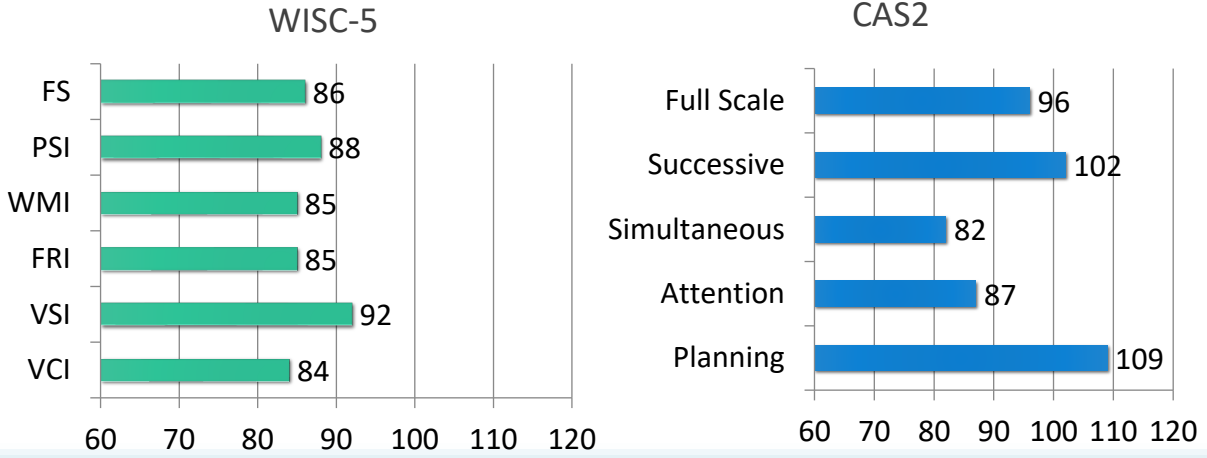 WISC-5
FS 86
PSI 88
WMI 85
FRI 85
VSI 92
VCI 84
60 70 80 90 100 110 120
CAS2
Full Scale 96
Successive 102
Simultaneous 82
Attention 87
Planning 109
60 70 80 90 100 110 120